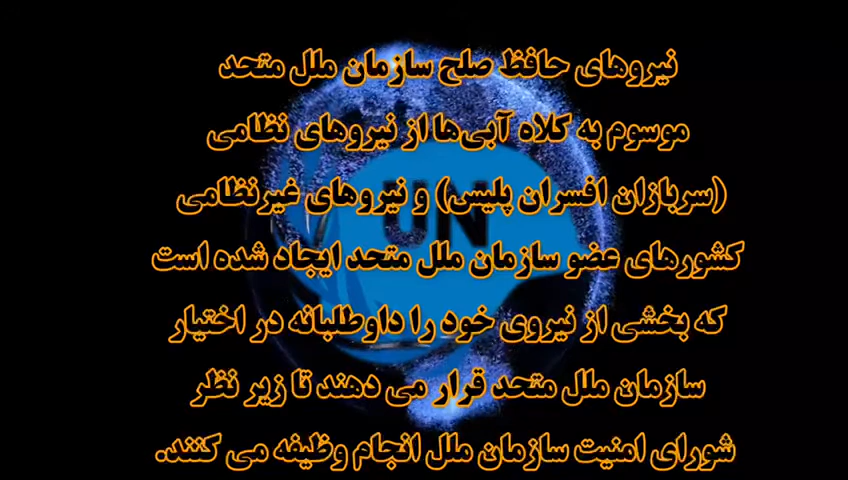 نیروهای حافظ صلح سازمان ملل متحد
موسوم به کلاه آبی‌ها از نیروهای نظامی
(سربازان افسران پلیس) و نیروهای غیرنظامی
UN
کشورهای عضو سازمان ملل متحد ایجاد شده است
که بخشی از نیروی خود را داوطلبانه در اختیار
سازمان ملل متحد قرار می دهند تا زیر نظر
شورای امنیت سازمان ملل انجام وظیفه می کنند.